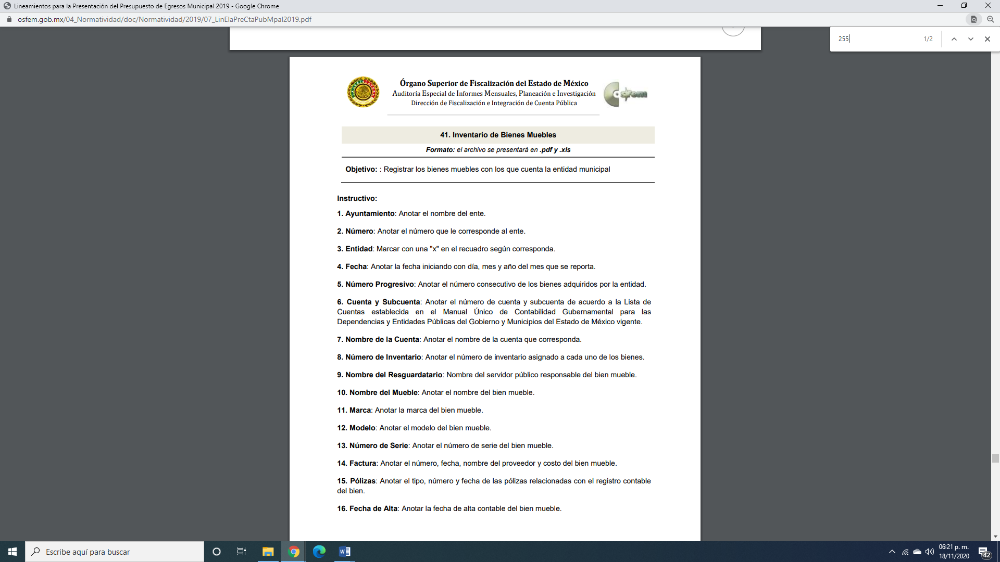 Lineamientos para la Presentación del Presupuesto de Egresos Municipal 2019 - Google Chrome
osfem.gob.mx/04_Normatividad/doc/Normatividad/2019/07_LinElaPreCtaPubMpal2019.pdf
255
1/2
Órgano Superior de Fiscalización del Estado de México
Auditoría Especial de Informes Mensuales, Planeación e Investigación
Dirección de Fiscalización e Integración de Cuenta Pública
osfem
41. Inventario de Bienes Muebles
Formato: el archivo se presentará en .pdf y .xls
Objetivo: : Registrar los bienes muebles con los que cuenta la entidad municipal
Instructivo:
1. Ayuntamiento: Anotar el nombre del ente.
2. Número: Anotar el número que le corresponde al ente.
3. Entidad: Marcar con una "x" en el recuadro según corresponda.
4. Fecha: Anotar la fecha iniciando con día, mes y año del mes que se reporta.
5. Número Progresivo: Anotar el número consecutivo de los bienes adquiridos por la entidad.
6. Cuenta y Subcuenta: Anotar el número de cuenta y subcuenta de acuerdo a la Lista de
Cuentas establecida en el Manual Único de Contabilidad Gubernamental para las
Dependencias y Entidades Públicas del Gobierno y Municipios del Estado de México vigente.
7. Nombre de la Cuenta: Anotar el nombre de la cuenta que corresponda.
8. Número de Inventario: Anotar el número de inventario asignado a cada uno de los bienes.
9. Nombre del Resguardatario: Nombre del servidor público responsable del bien mueble.
10. Nombre del Mueble: Anotar el nombre del bien mueble.
11. Marca: Anotar la marca del bien mueble.
12. Modelo: Anotar el modelo del bien mueble.
13. Número de Serie: Anotar el número de serie del bien mueble.
14. Factura: Anotar el número, fecha, nombre del proveedor y costo del bien mueble.
15. Pólizas: Anotar el tipo, número y fecha de las pólizas relacionadas con el registro contable
del bien.
16. Fecha de Alta: Anotar la fecha de alta contable del bien mueble.
Escribe aquí para buscar
06:21 p. m.
18/11/2020
42